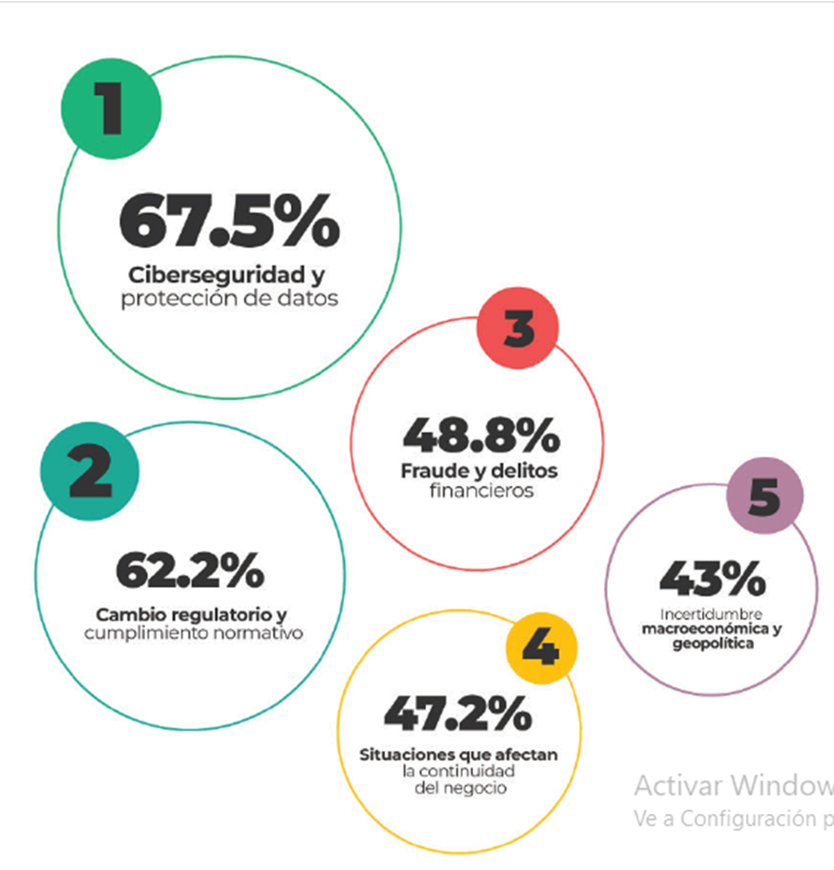 1
67.5%
Ciberseguridad y
protección de datos
2
62.2%
Cambio regulatorio y
cumplimiento normativo
3
48.8%
Fraude y delitos
financieros
4
47.2%
Situaciones que afectan
la continuidad
del negocio
5
43%
Incertidumbre
macroeconómica y
geopolítica
Activar Window
Ve a Configuración p